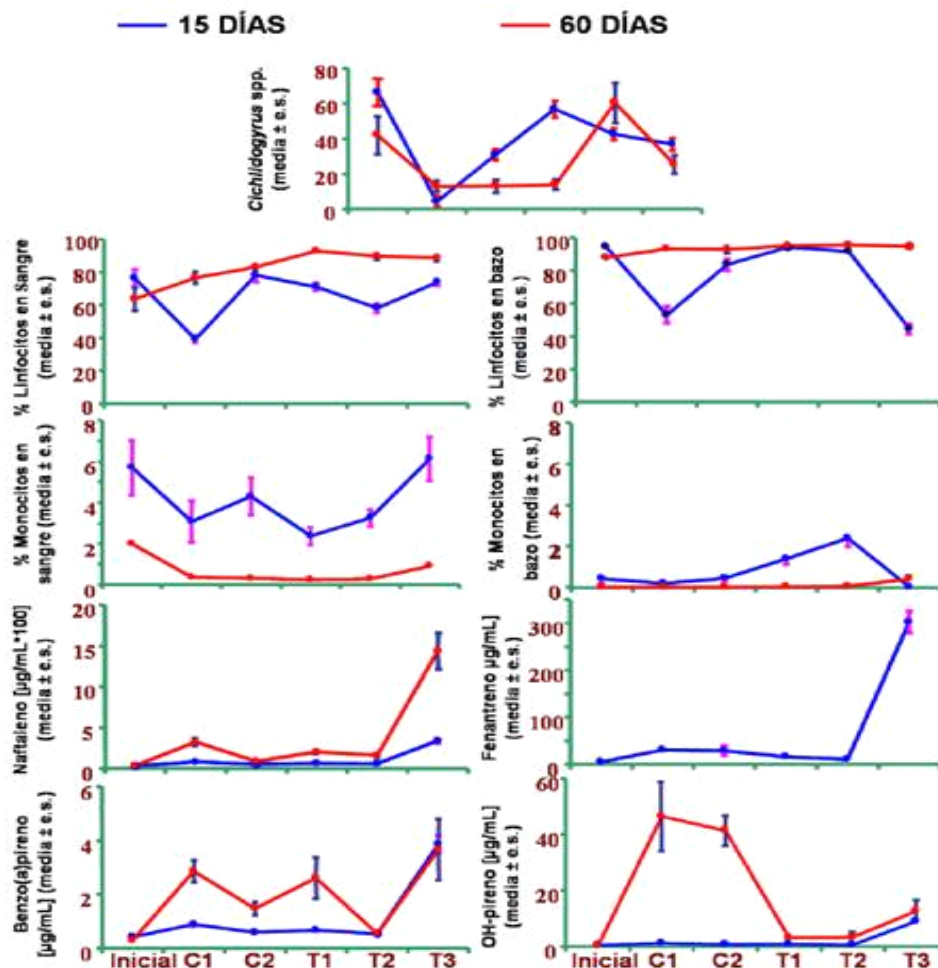 15 DÍAS 60 DÍAS
Cichlidogyrus spp.
(media ± e.s.)
80
60
40
20
0
% Linfocitos en Sangre
(media ± e.s.)
100
80
60
40
20
0
% Linfocitos en bazo
(media ± e.s.)
100
80
60
40
20
0
% Monocitos en
sangre (media ± e.s.)
8
6
4
2
0
% Monocitos en
bazo (media ± e.s.)
8
6
4
2
0
Naftaleno [µg/mL*100]
(media ± e.s.)
20
15
10
5
0
Fenantreno µg/mL]
(media ± e.s.)
300
200
100
0
Benzo(a)pireno
[µg/mL] (media ± e.s.)
6
4
2
0
Inicial C1 C2 T1 T2 T3
OH-pireno [µg/mL]
(media ± e.s.)
60
40
20
0
Inicial C1 C2 T1 T2 T3